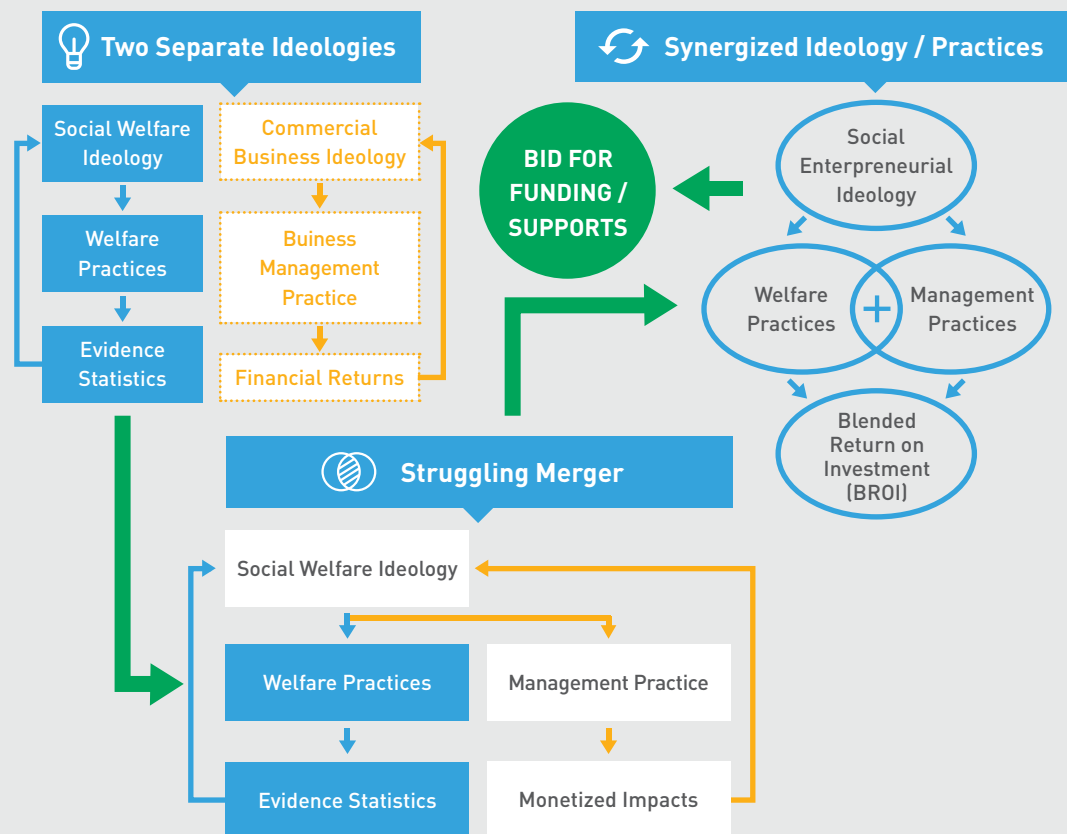 Two Separate Ideologies
Social Welfare
Ideology
Welfare
Practices
Evidence
Statistics
Commercial
Business Ideology
Buiness
Management
Practice
Financial Returns
BID FOR
FUNDING /
SUPPORTS
Synergized Ideology / Practices
Social
Enterpreneurial
Ideology
Welfare
Practices
+
Management
Practices
Blended
Return on
Investment
(BROI)
Struggling Merger
Social Welfare Ideology
Welfare Practices
Management Practice
Evidence Statistics
Monetized Impacts